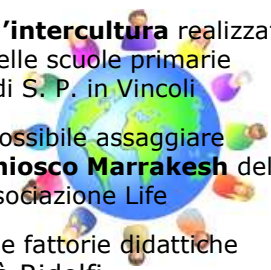 ’intercultura realizzat
elle scuole primarie
di S. P. in Vincoli
ossibile assaggiare
hiosco Marrakesh del
sociazione Life
e fattorie didattiche